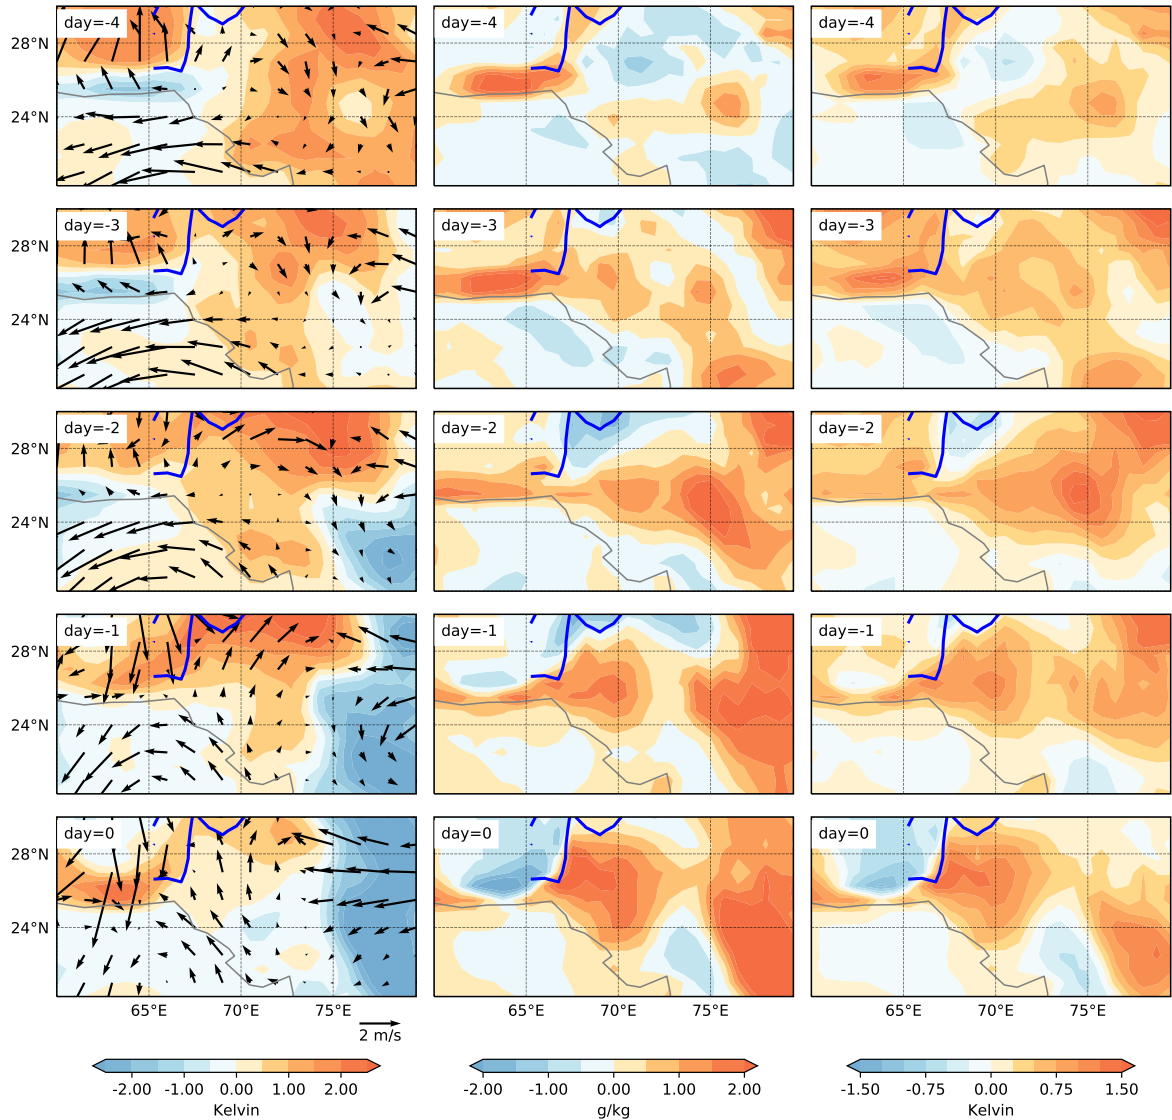 day=-4 day=-4 day=-4
28°N
24°N
day=-3 day=-3 day=-3
28°N
24°N
day=-2 day=-2 day=-2
28°N
24°N
day=-1 day=-1 day=-1
28°N
24°N
day=0 day=0 day=0
28°N
24°N
65°E 70°E 75°E 65°E 70°E 75°E 65°E 70°E 75°E
2 m/s
-2.00 -1.00 0.00 1.00 2.00 -2.00 -1.00 0.00 1.00 2.00 -1.50 -0.75 0.00 0.75 1.50
Kelvin g/kg Kelvin